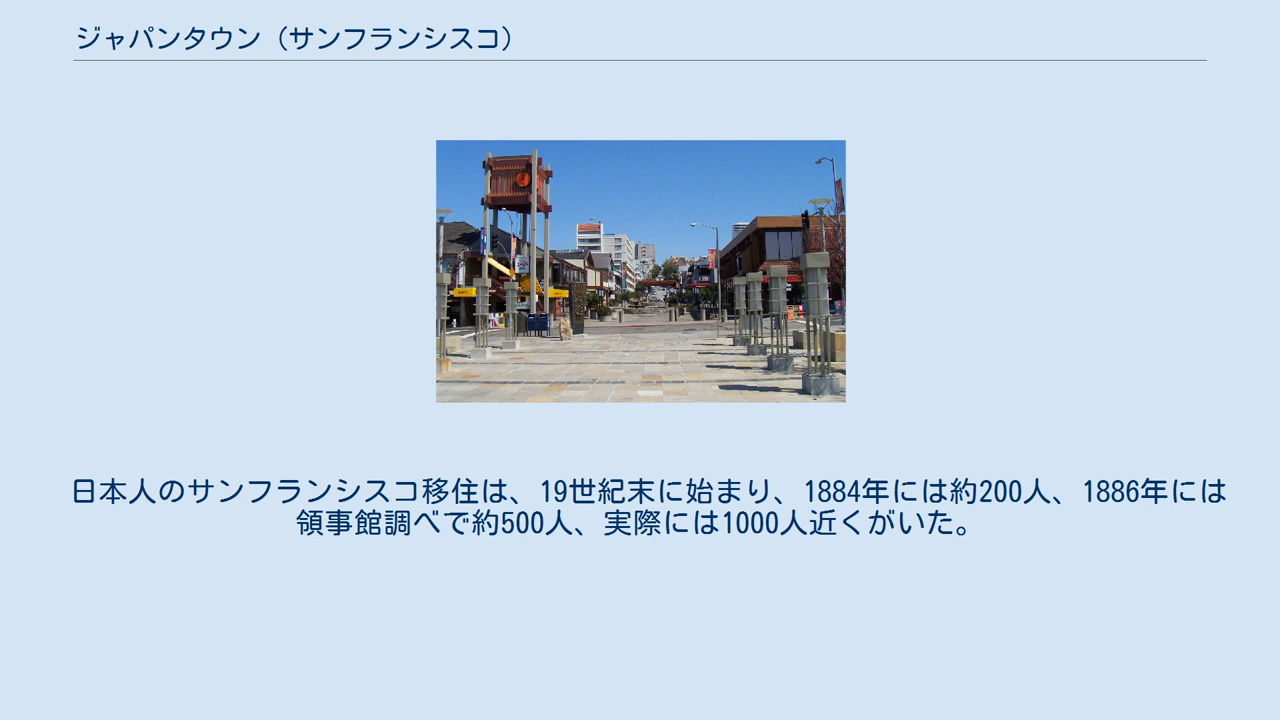 ジャパンタウン（サンフランシスコ）
日本人のサンフランシスコ移住は、19世紀末に始まり、1884年には約200人、1886年には
領事館調べで約500人、実際には1000人近くがいた。